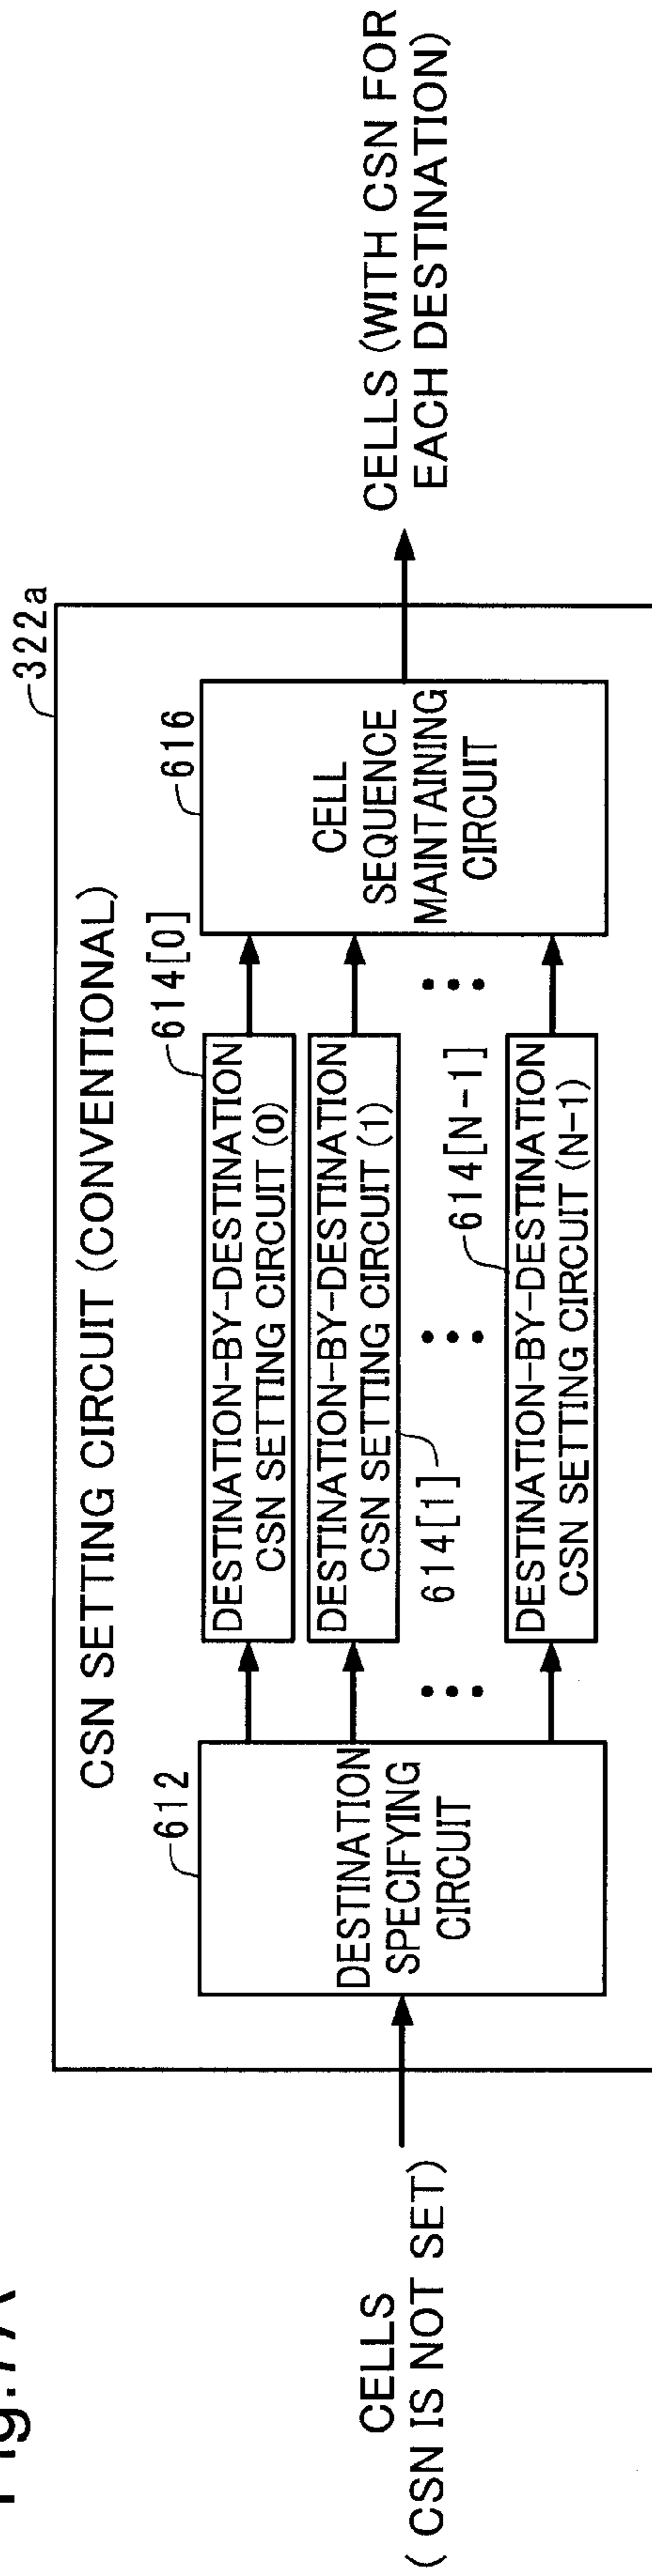 Fig.7A
322a
CSN SETTING CIRCUIT (CONVENTIONAL)
CELLS
( CSN IS NOT SET)
612
DESTINATION
SPECIFYING
CIRCUIT
614[0]
DESTINATION-BY-DESTINATION
CSN SETTING CIRCUIT (0)
DESTINATION-BY-DESTINATION
CSN SETTING CIRCUIT (1)
614[1]
614[N-1]
DESTINATION-BY-DESTINATION
CSN SETTING CIRCUIT (N-1)
616
CELL
SEQUENCE
MAINTAINING
CIRCUIT
CELLS (WITH CSN FOR
EACH DESTINATION)